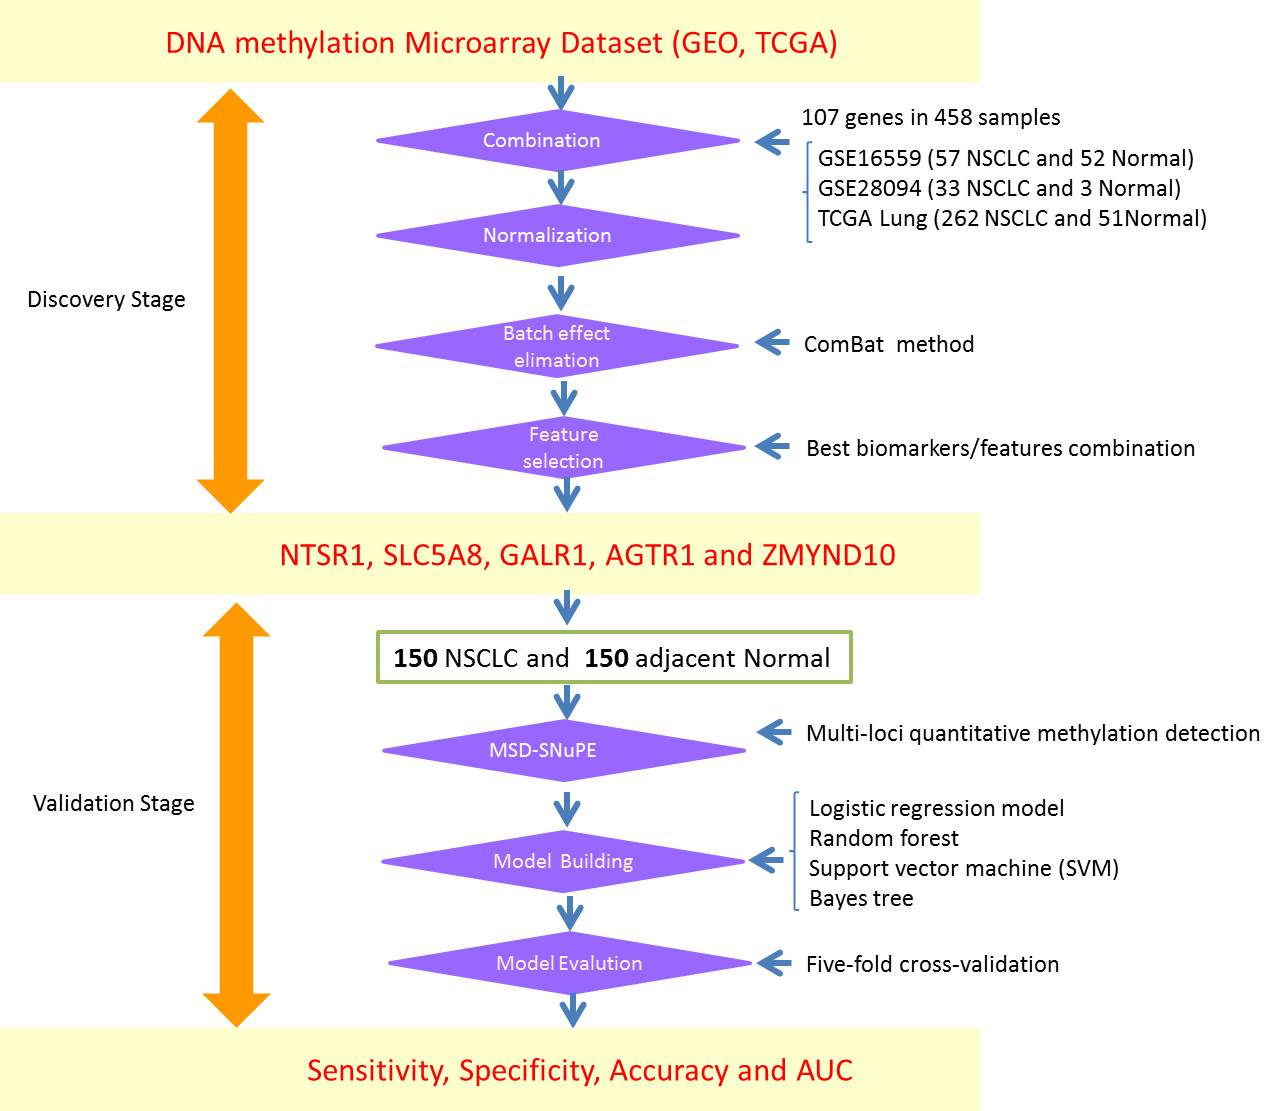 DNA methylation Microarray Dataset (GEO, TCGA)
Combination
107 genes in 458 samples
GSE16559 (57 NSCLC and 52 Normal)
GSE28094 (33 NSCLC and 3 Normal)
TCGA Lung (262 NSCLC and 51Normal)
Normalization
Discovery Stage
Batch effect
elimation
ComBat method
Feature
selection
Best biomarkers/features combination
NTSR1, SLC5A8, GALR1, AGTR1 and ZMYND10
150 NSCLC and 150 adjacent Normal
MSD-SNuPE
Multi-loci quantitative methylation detection
Validation Stage
Model Building
Logistic regression model
Random forest
Support vector machine (SVM)
Bayes tree
Model Evalution
Five-fold cross-validation
Sensitivity, Specificity, Accuracy and AUC